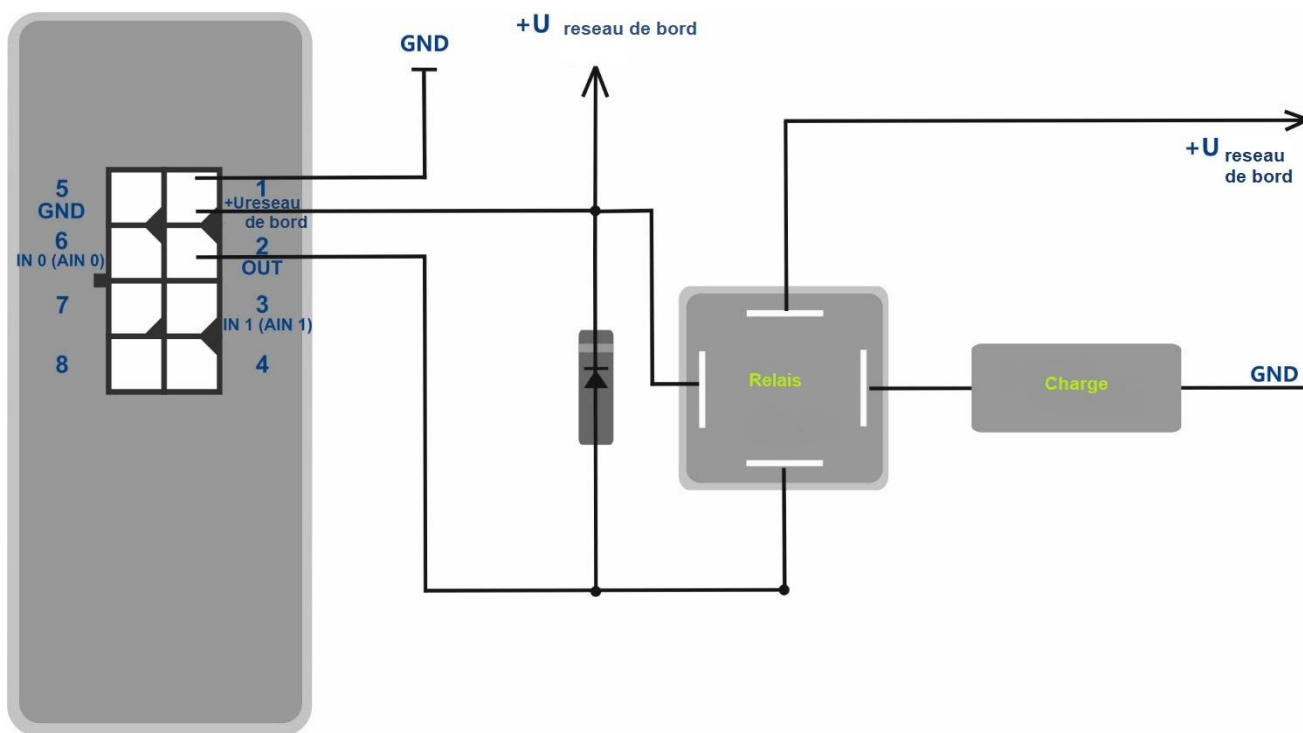 GND
+U reseau de bord
5
GND
1
+Ureseau
de bord
6
IN 0 (AIN 0)
2
OUT
7
3
IN 1 (AIN 1)
8
4
Relais
Charge
+U reseau
de bord
GND